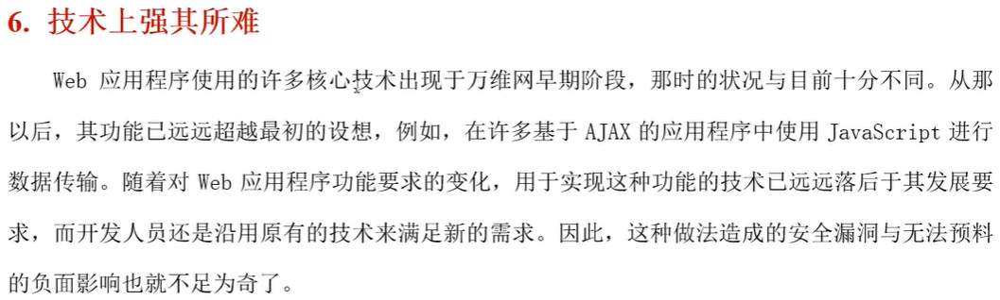 6. 技术上强其所难
Web 应用程序使用的许多核心技术出现于万维网早期阶段，那时的状况与目前十分不同。从那
以后，其功能已远远超越最初的设想，例如，在许多基于 AJAX 的应用程序中使用 JavaScript 进行
数据传输。随着对 Web 应用程序功能要求的变化，用于实现这种功能的技术已远远落后于其发展要
求，而开发人员还是沿用原有的技术来满足新的需求。因此，这种做法造成的安全漏洞与无法预料
的负面影响也就不足为奇了。